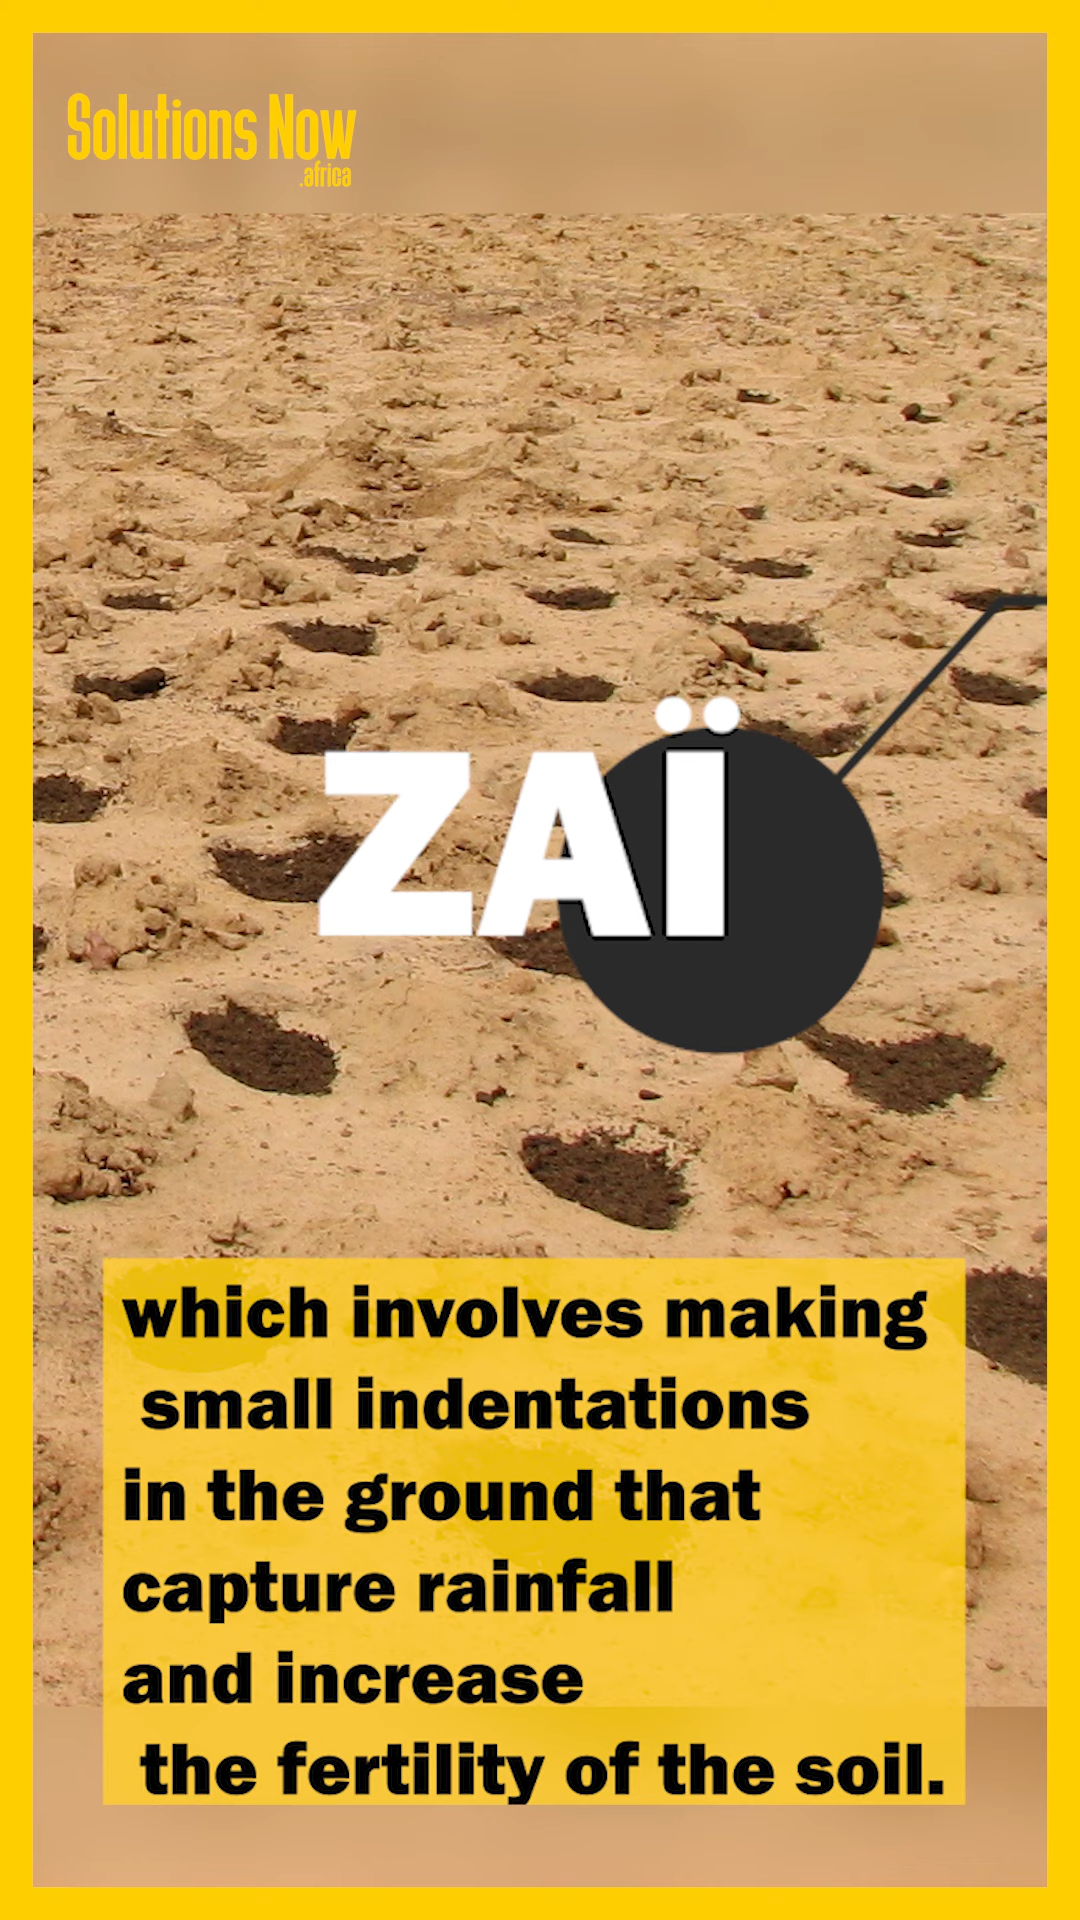 Solutions Now
.africa
ZAÏ
which involves making
small indentations
in the ground that
capture rainfall
and increase
the fertility of the soil.